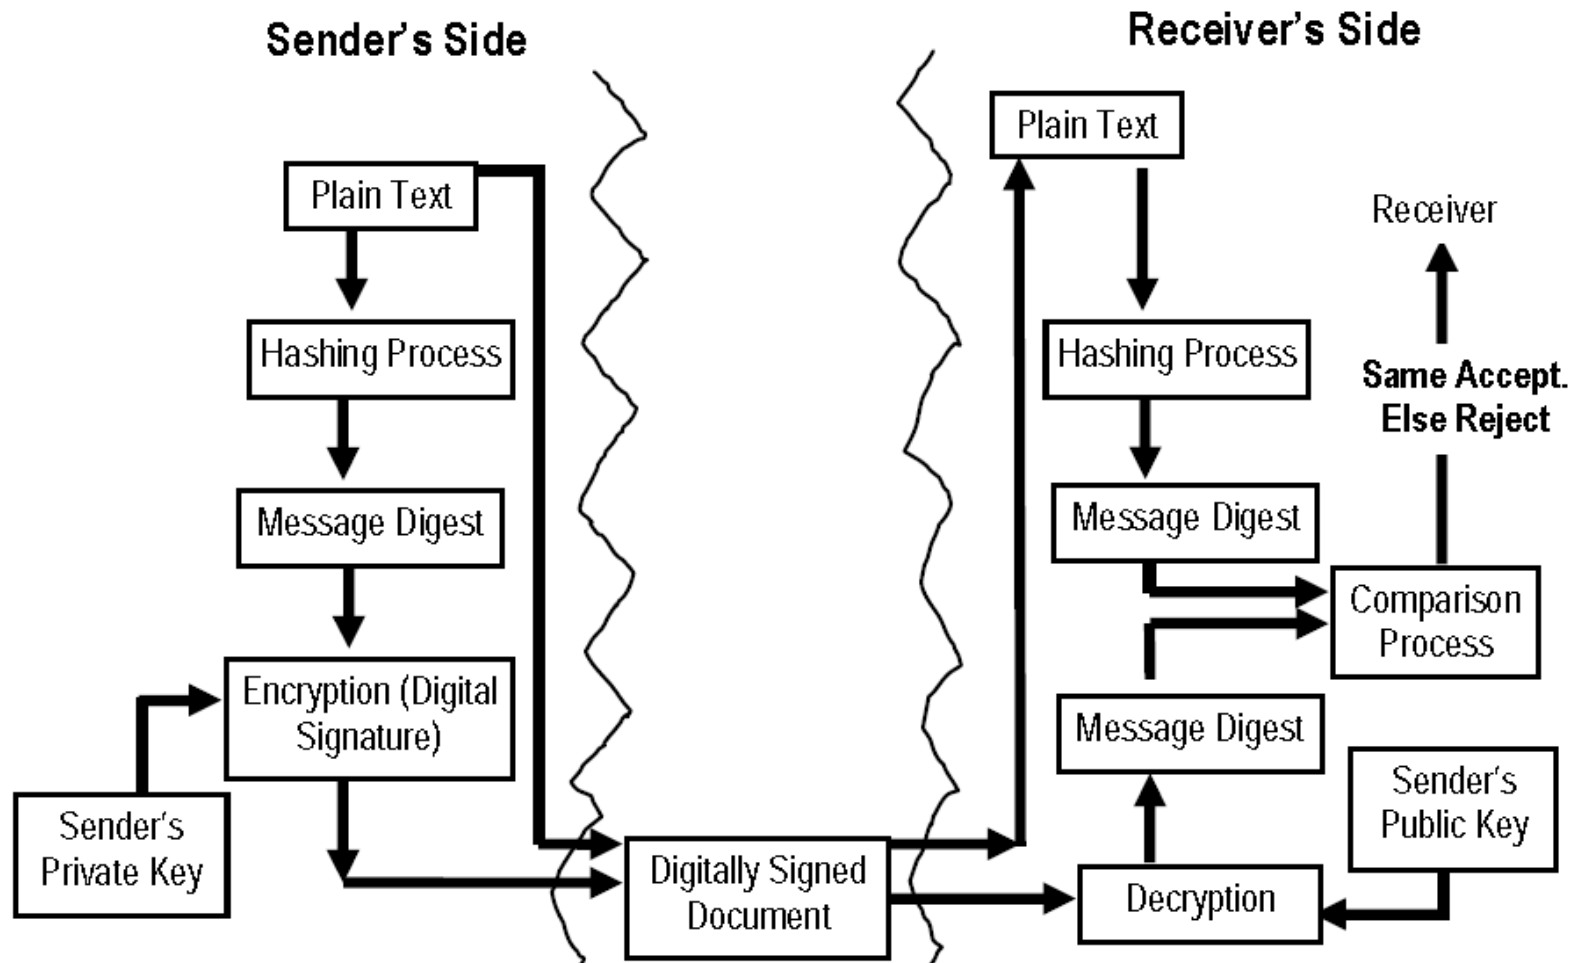 Sender's Side
Plain Text
Hashing Process
Message Digest
Encryption (Digital
Signature)
Sender's
Private Key
Digitally Signed
Document
Receiver's Side
Plain Text
Hashing Process
Message Digest
Comparison
Process
Message Digest
Decryption
Sender's
Public Key
Same Accept.
Else Reject
Receiver